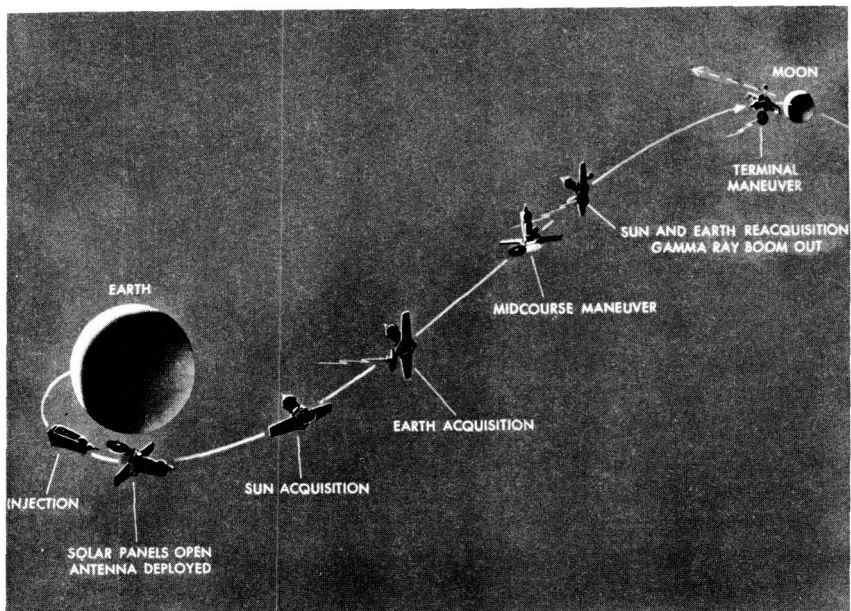 MOON
TERMINAL
MANEUVER
SUN AND EARTH REACQUISITION
GAMMA RAY BOOM OUT
MIDCOURSE MANEUVER
EARTH
EARTH ACQUISITION
SUN ACQUISITION
INJECTION
SOLAR PANELS OPEN
ANTENNA DEPLOYED